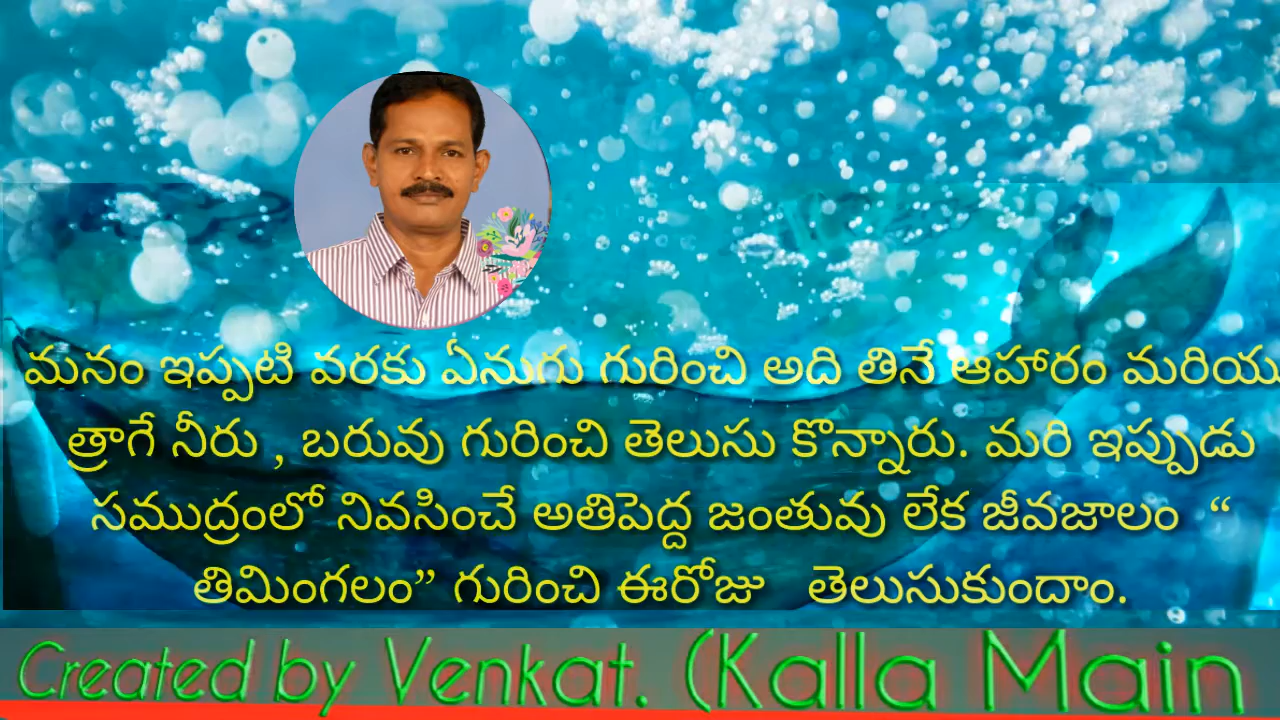 మనం ఇప్పటి వరకు ఏనుగు గురించి అది తినే ఆహారం మరియు
త్రాగే నీరు , బరువు గురించి తెలుసు కొన్నారు. మరి ఇప్పుడు
సముద్రంలో నివసించే అతిపెద్ద జంతువు లేక జీవజాలం “
తిమింగలం” గురించి ఈరోజు తెలుసుకుందాం.
Created by Venkat. (Kalla Main